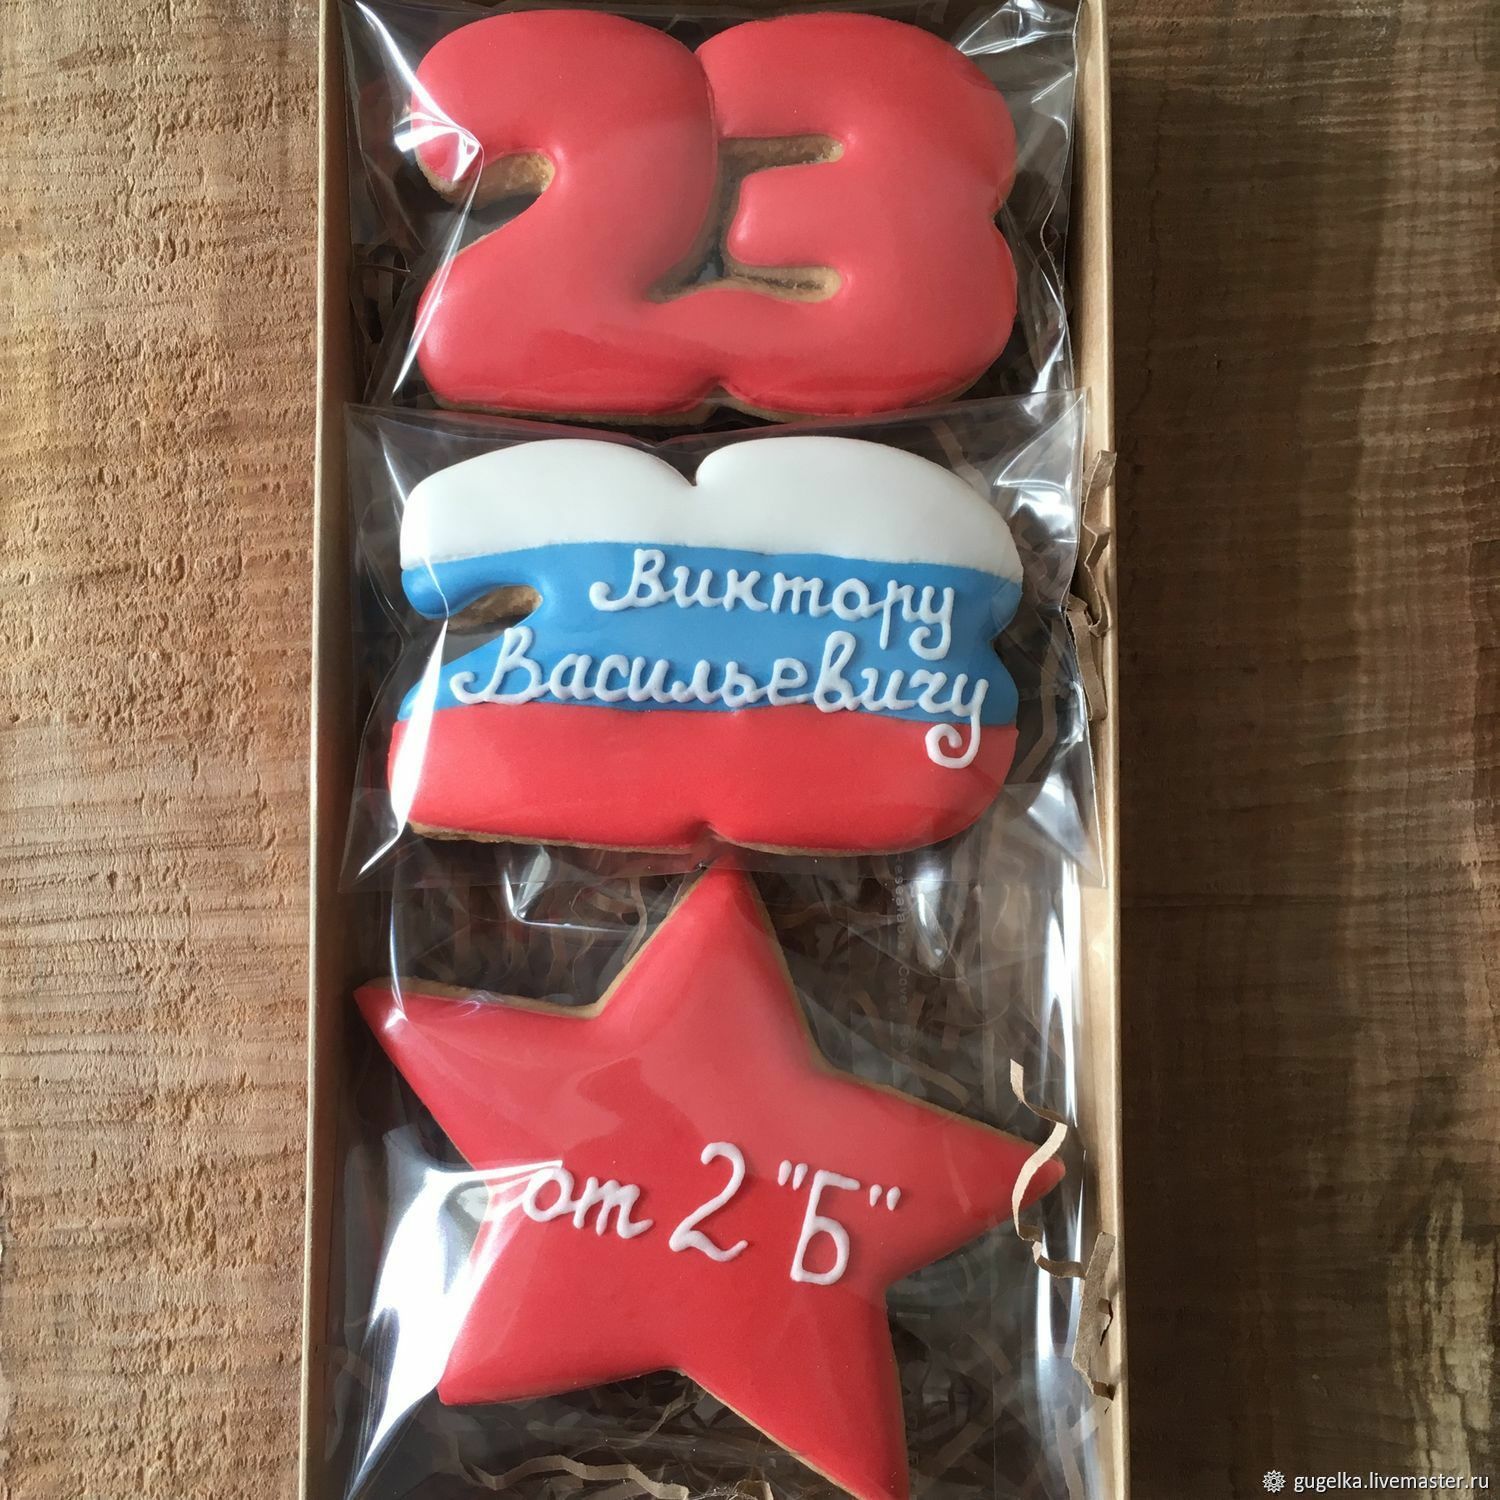 23
Виктору
Васильевичу
от 2 "Б"
gugelka.livemaster.ru